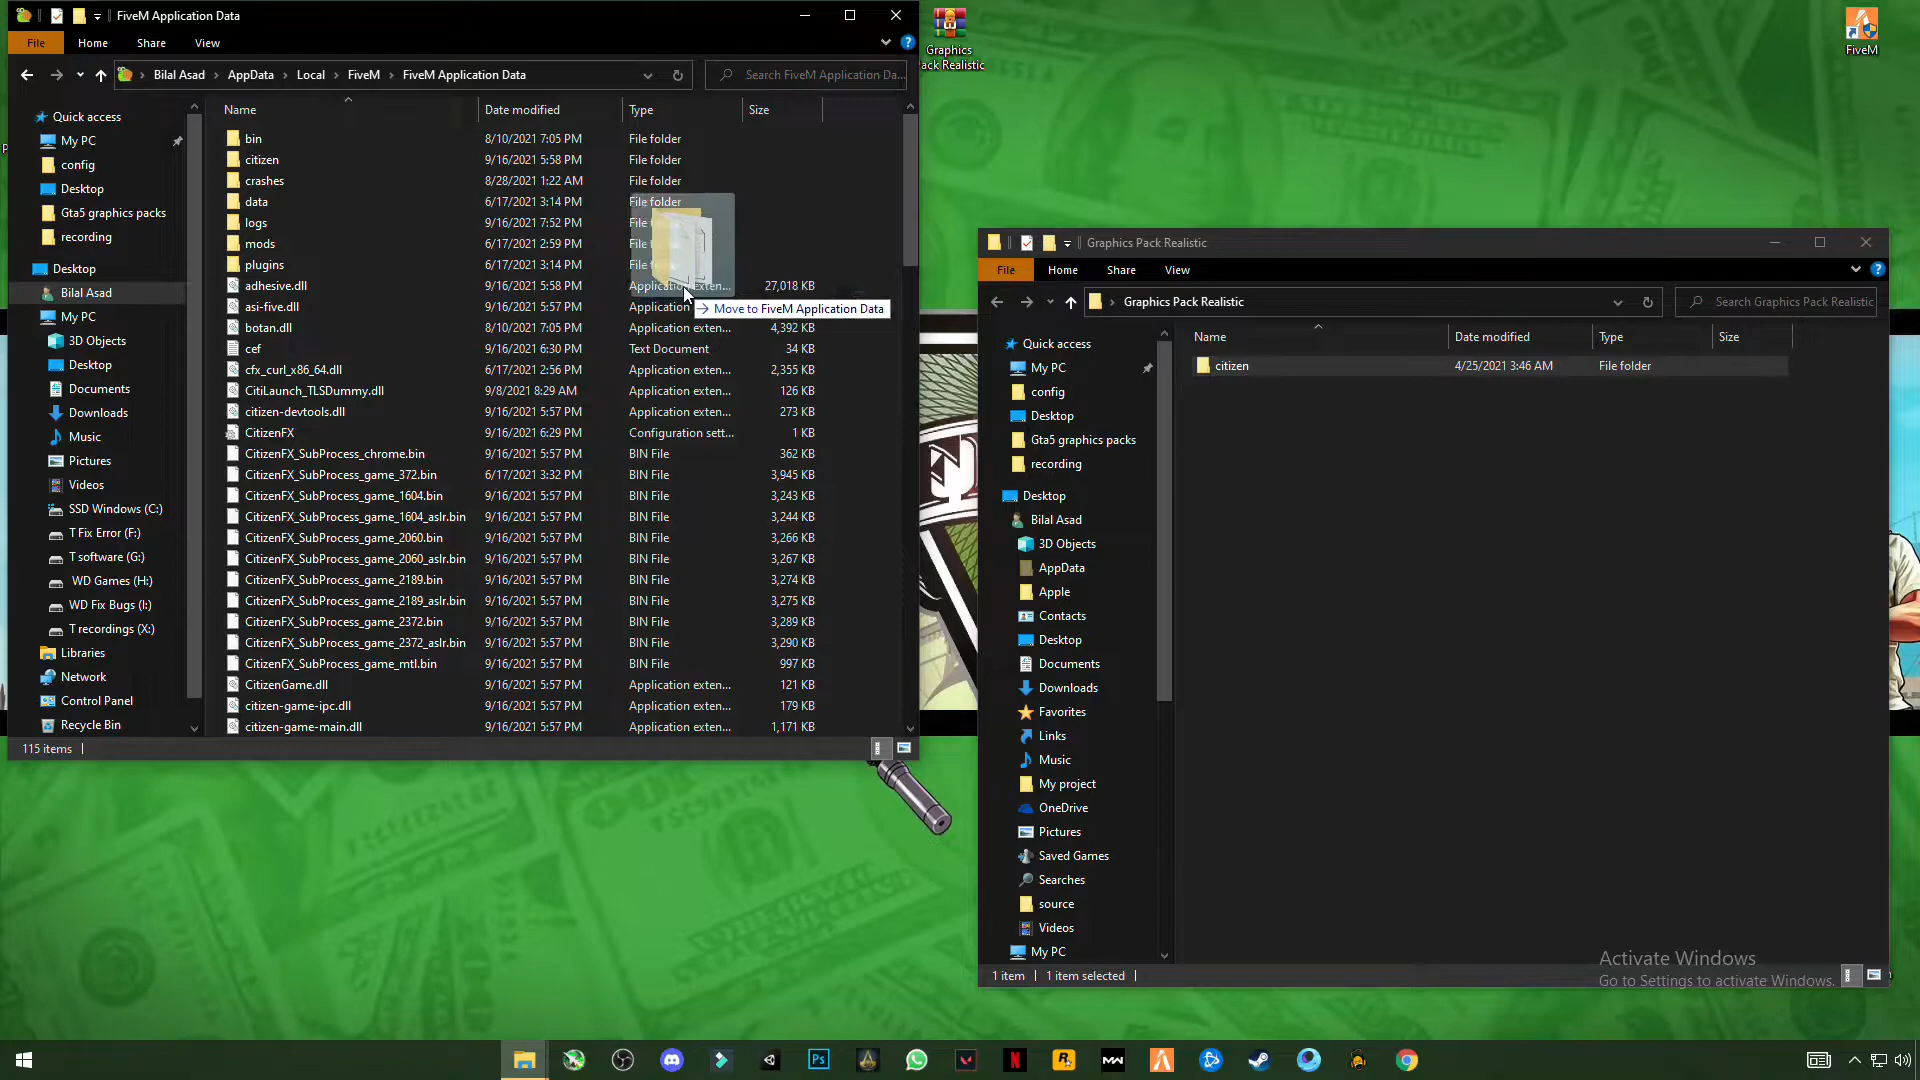 FiveM Application Data
File Home Share View
Bilal Asad AppData Local FiveM FiveM Application Data
Search FiveM Application Da...
Name Date modified Type Size
Quick access
My PC
config
Desktop
Gta5 graphics packs
recording
Desktop
Bilal Asad
My PC
3D Objects
Desktop
Documents
Downloads
Music
Pictures
Videos
SSD Windows (C:)
T Fix Error (F:)
T software (G:)
WD Games (H:)
WD Fix Bugs (I:)
T recordings (X:)
Libraries
Network
Control Panel
Recycle Bin
bin 8/10/2021 7:05 PM File folder
citizen 9/16/2021 5:58 PM File folder
crashes 8/28/2021 1:22 AM File folder
data 6/17/2021 3:14 PM File folder
logs 9/16/2021 7:52 PM
mods 6/17/2021 2:59 PM
plugins 6/17/2021 3:14 PM
adhesive.dll 9/16/2021 5:58 PM Application exten... 27,018 KB
asi-five.dll 9/16/2021 5:58 PM Application
Move to FiveM Application Data
botan.dll 8/10/2021 7:05 PM Application exten... 4,392 KB
cef 9/16/2021 6:30 PM Text Document 34 KB
cfx_curl_x86_64.dll 6/17/2021 2:56 PM Application exten... 2,355 KB
CitiLaunch_TLSDummy.dll 9/8/2021 8:29 AM Application exten... 126 KB
citizen-devtools.dll 9/16/2021 5:57 PM Application exten... 273 KB
CitizenFX 9/16/2021 6:29 PM Configuration sett... 1 KB
CitizenFX_SubProcess_chrome.bin 9/16/2021 5:57 PM BIN File 362 KB
CitizenFX_SubProcess_game_372.bin 6/17/2021 3:32 PM BIN File 3,945 KB
CitizenFX_SubProcess_game_1604.bin 9/16/2021 5:57 PM BIN File 3,243 KB
CitizenFX_SubProcess_game_1604_aslr.bin 9/16/2021 5:57 PM BIN File 3,244 KB
CitizenFX_SubProcess_game_2060.bin 9/16/2021 5:57 PM BIN File 3,266 KB
CitizenFX_SubProcess_game_2060_aslr.bin 9/16/2021 5:57 PM BIN File 3,267 KB
CitizenFX_SubProcess_game_2189.bin 9/16/2021 5:57 PM BIN File 3,274 KB
CitizenFX_SubProcess_game_2189_aslr.bin 9/16/2021 5:57 PM BIN File 3,275 KB
CitizenFX_SubProcess_game_2372.bin 9/16/2021 5:57 PM BIN File 3,289 KB
CitizenFX_SubProcess_game_2372_aslr.bin 9/16/2021 5:57 PM BIN File 3,290 KB
CitizenFX_SubProcess_game_mtl.bin 9/16/2021 5:57 PM BIN File 997 KB
CitizenGame.dll 9/16/2021 5:57 PM Application exten... 121 KB
citizen-game-ipc.dll 9/16/2021 5:57 PM Application exten... 179 KB
citizen-game-main.dll 9/16/2021 5:57 PM Application exten... 1,171 KB
115 items
Graphics
Pack Realistic
FiveM
Graphics Pack Realistic
File Home Share View
Graphics Pack Realistic
Search Graphics Pack Realistic
Name Date modified Type Size
citizen 4/25/2021 3:46 AM File folder
Quick access
My PC
config
Desktop
Gta5 graphics packs
recording
Desktop
Bilal Asad
3D Objects
AppData
Apple
Contacts
Desktop
Documents
Downloads
Favorites
Links
Music
My project
OneDrive
Pictures
Saved Games
Searches
source
Videos
My PC
1 item 1 item selected
Activate Windows
Go to Settings to activate Windows.